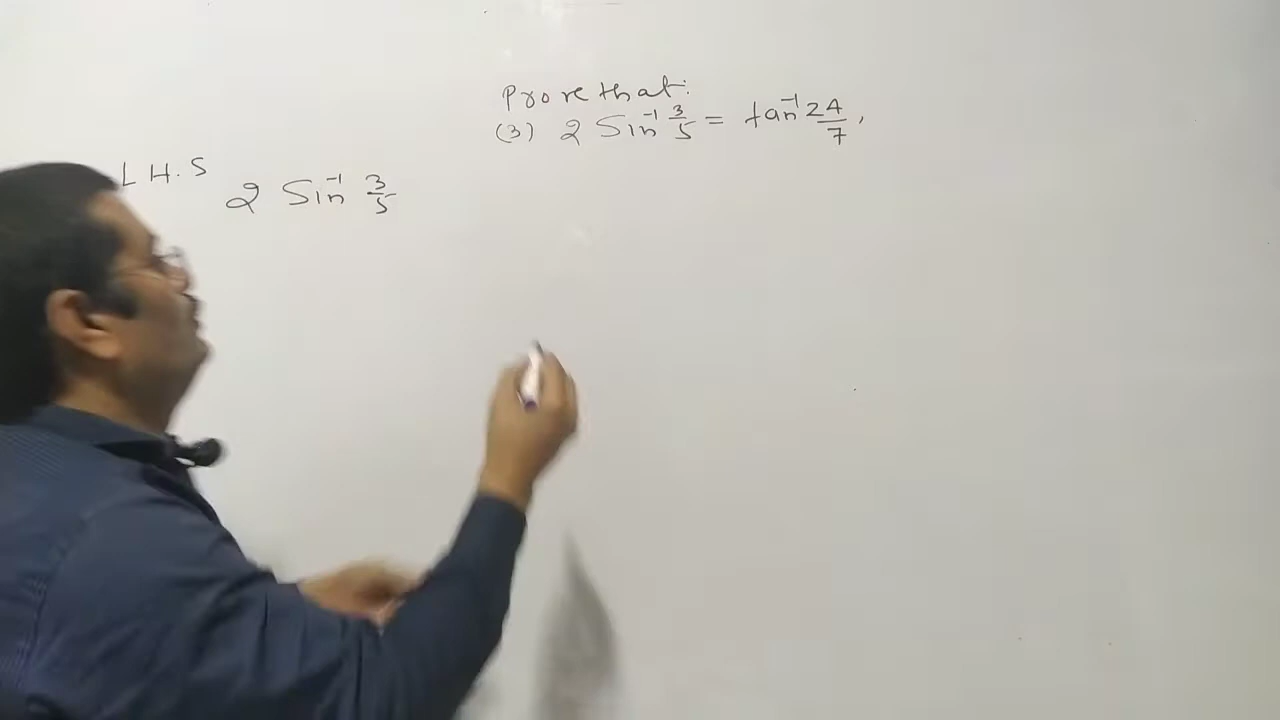 Prove that:
(3) 2 Sin⁻¹ 3/5 = tan⁻¹ 24/7,
L H.S
2 Sin⁻¹ 3/5